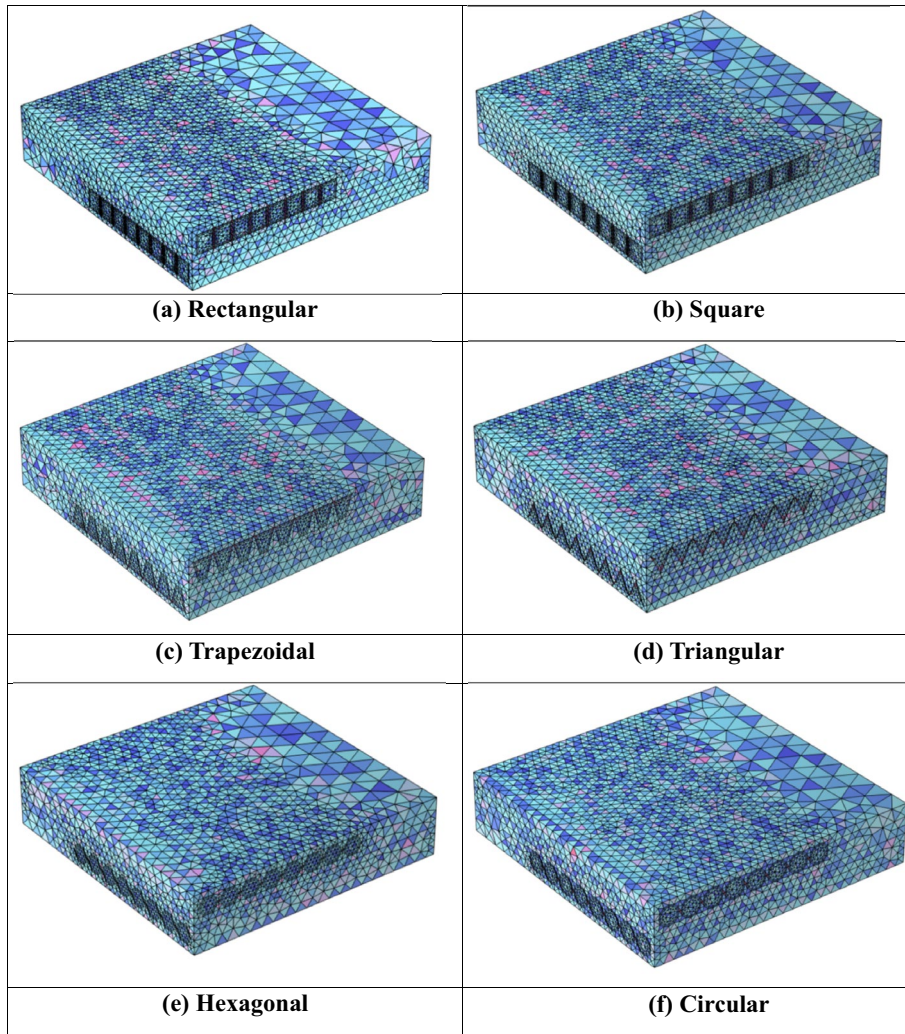 (a) Rectangular
(b) Square
(c) Trapezoidal
(d) Triangular
(e) Hexagonal
(f) Circular